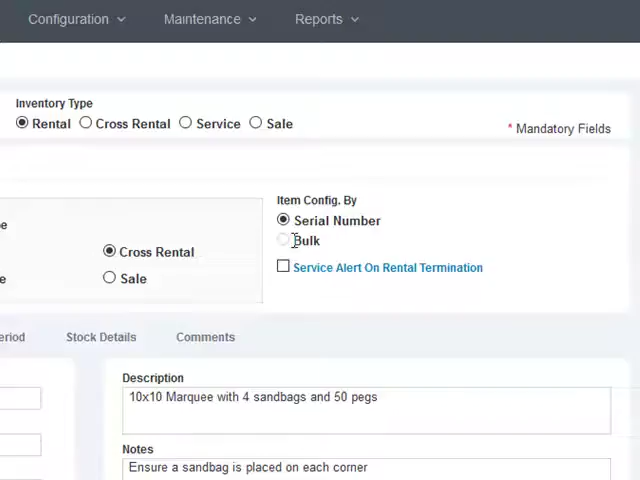 Configuration Maintenance Reports
Inventory Type
Rental Cross Rental Service Sale
* Mandatory Fields
Item Config. By
Serial Number
Bulk
Cross Rental
Service Alert On Rental Termination
Sale
Stock Details Comments
Description
10x10 Marquee with 4 sandbags and 50 pegs
Notes
Ensure a sandbag is placed on each corner